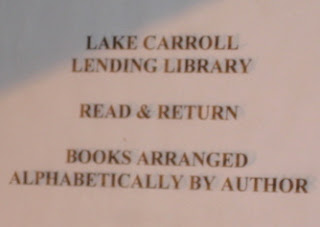 LAKE CARROLL
LENDING LIBRARY
READ & RETURN
BOOKS ARRANGED
ALPHABETICALLY BY AUTHOR